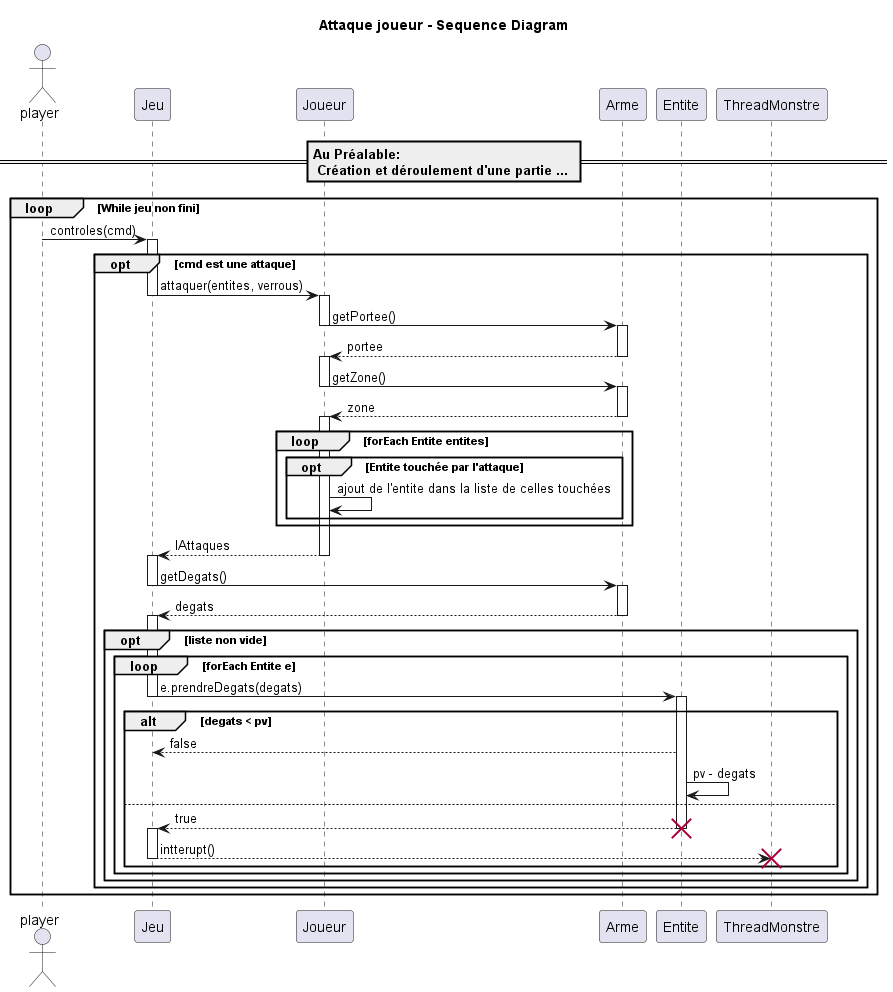 Attaque joueur - Sequence Diagram
player
Jeu
Joueur
Arme
Entite
ThreadMonstre
Au Préalable:
Création et déroulement d'une partie ...
loop
[While jeu non fini]
controles(cmd)
opt
[cmd est une attaque]
attaquer(entites, verrous)
getPortee()
portee
getZone()
zone
loop
[forEach Entite entites]
opt
[Entite touchée par l'attaque]
ajout de l'entite dans la liste de celles touchées
lAttaques
getDegats()
degats
opt
[liste non vide]
loop
[forEach Entite e]
e.prendreDegats(degats)
alt
[degats < pv]
false
pv - degats
true
intterupt()
player
Jeu
Joueur
Arme
Entite
ThreadMonstre